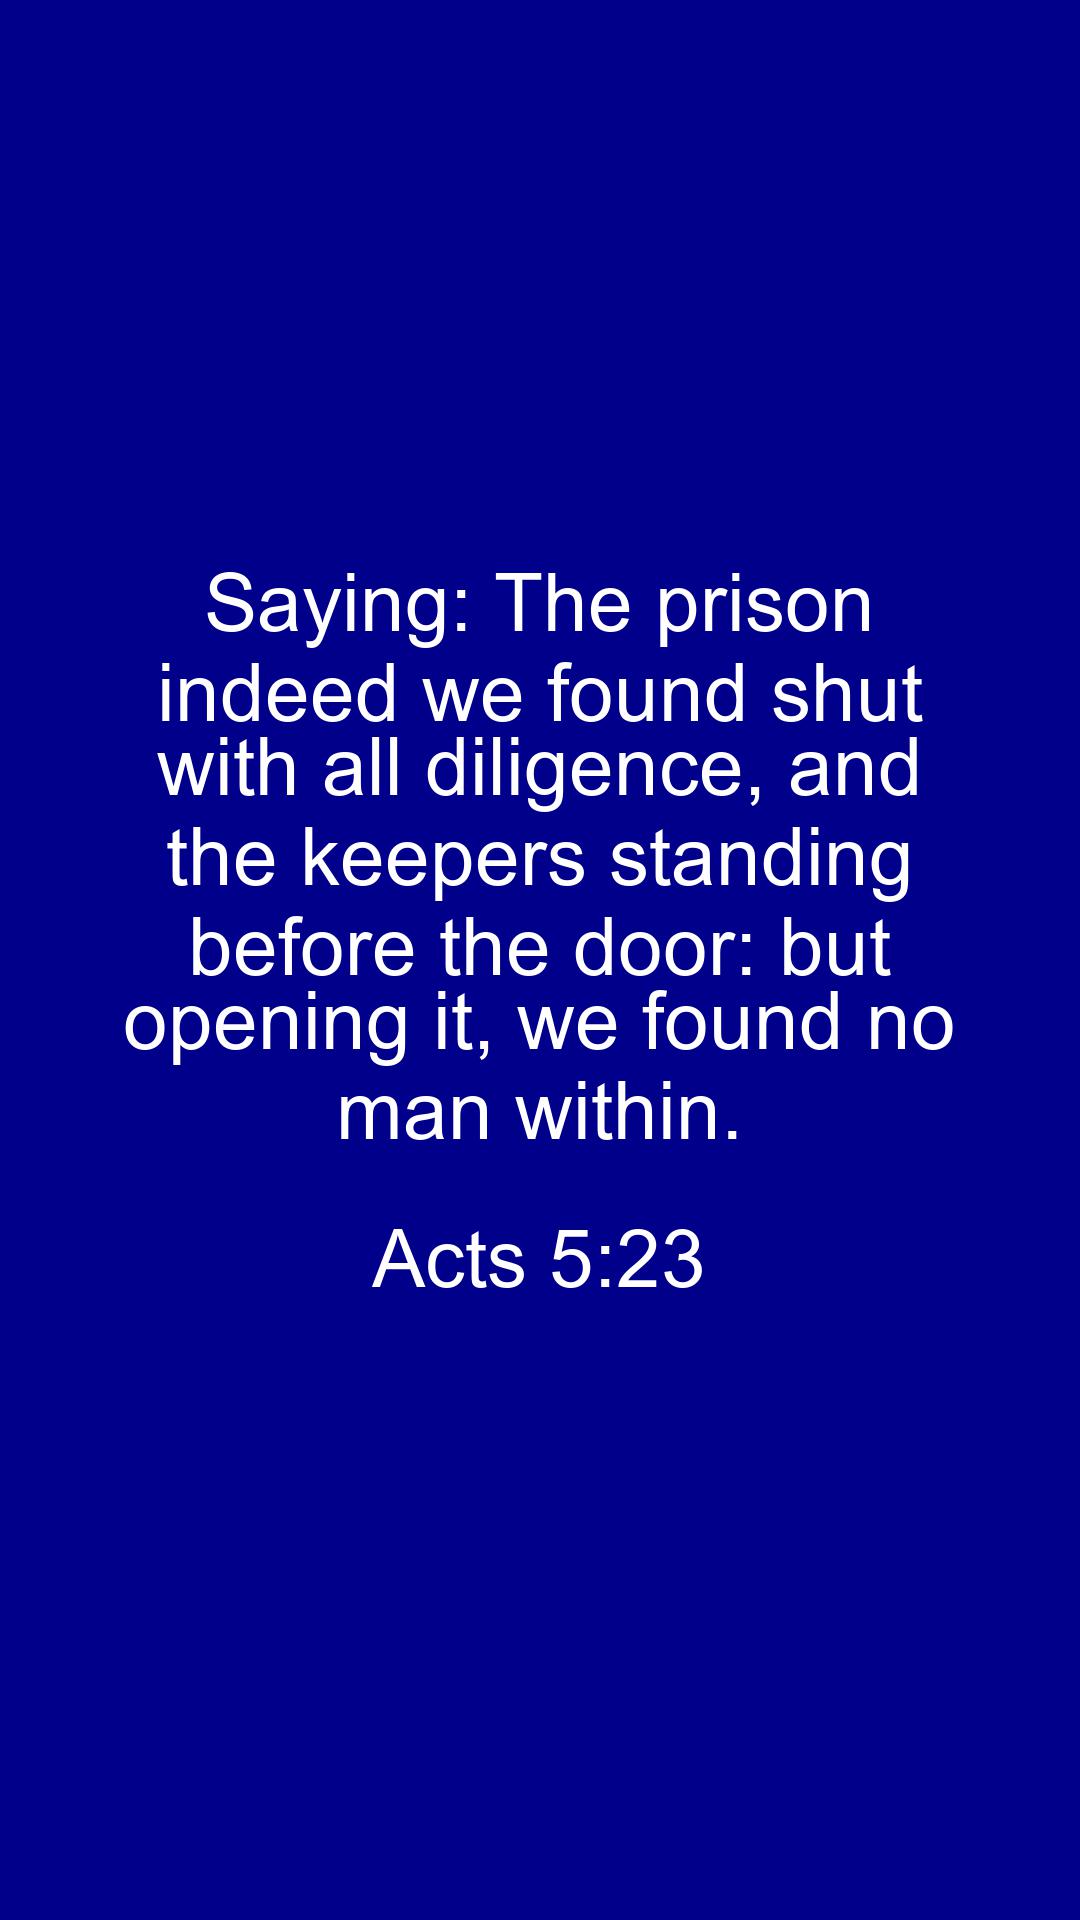 Saying: The prison
indeed we found shut
with all diligence, and
the keepers standing
before the door: but
opening it, we found no
man within.
Acts 5:23